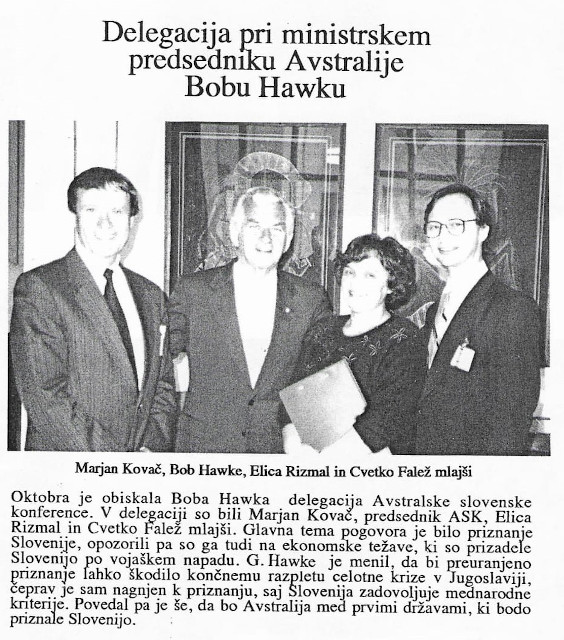 Delegacija pri ministrskem
predsedniku Avstralije
Bobu Hawku
Marjan Kovač, Bob Hawke, Elica Rizmal in Cvetko Falež mlajši
Oktobra je obiskala Boba Hawka delegacija Avstralske slovenske
konference. V delegaciji so bili Marjan Kovač, predsednik ASK, Elica
Rizmal in Cvetko Falež mlajši. Glavna tema pogovora je bilo priznanje
Slovenije, opozorili pa so ga tudi na ekonomske težave, ki so prizadele
Slovenijo po vojaškem napadu. G. Hawke je menil, da bi preuranjeno
priznanje lahko škodilo končnemu razpletu celotne krize v Jugoslaviji,
čeprav je sam nagnjen k priznanju, saj Slovenija zadovoljuje mednarodne
kriterije. Povedal pa je še, da bo Avstralija med prvimi državami, ki bodo
priznale Slovenijo.